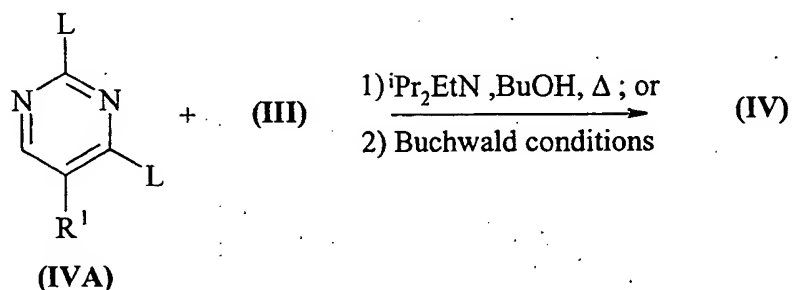 L
N N
+ (III) 1) ⁱPr₂EtN ,BuOH, Δ ; or (IV)
2) Buchwald conditions
L
R¹
(IVA)